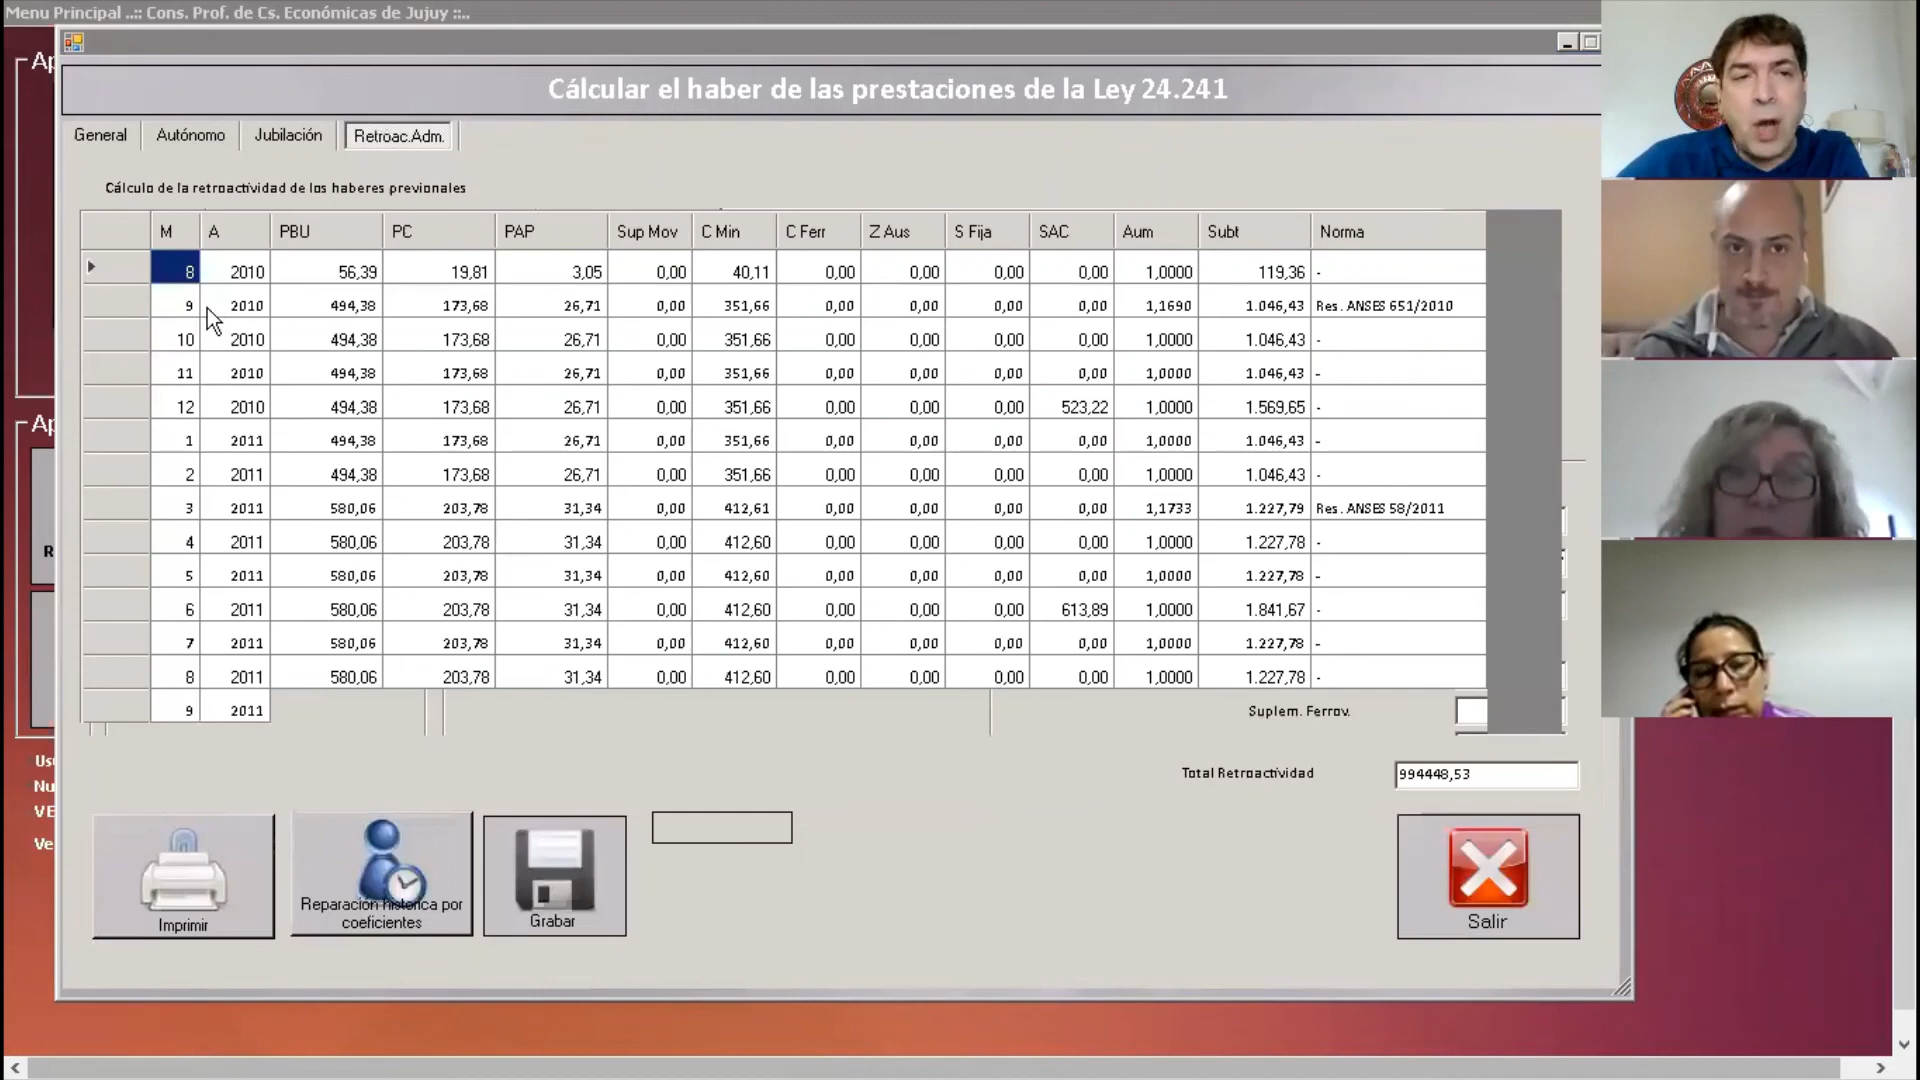 Menu Principal ..:: Cons. Prof. de Cs. Económicas de Jujuy ::..
Cálcular el haber de las prestaciones de la Ley 24.241
General Autónomo Jubilación Retroac.Adm.
Cálculo de la retroactividad de los haberes previonales
M A PBU PC PAP Sup Mov C Min C Ferr Z Aus S Fija SAC Aum Subt Norma
8 2010 56,39 19,81 3,05 0,00 40,11 0,00 0,00 0,00 0,00 1,0000 119,36 -
9 2010 494,38 173,68 26,71 0,00 351,66 0,00 0,00 0,00 0,00 1,1690 1.046,43 Res. ANSES 651/2010
10 2010 494,38 173,68 26,71 0,00 351,66 0,00 0,00 0,00 0,00 1,0000 1.046,43 -
11 2010 494,38 173,68 26,71 0,00 351,66 0,00 0,00 0,00 0,00 1,0000 1.046,43 -
12 2010 494,38 173,68 26,71 0,00 351,66 0,00 0,00 0,00 523,22 1,0000 1.569,65 -
1 2011 494,38 173,68 26,71 0,00 351,66 0,00 0,00 0,00 0,00 1,0000 1.046,43 -
2 2011 494,38 173,68 26,71 0,00 351,66 0,00 0,00 0,00 0,00 1,0000 1.046,43 -
3 2011 580,06 203,78 31,34 0,00 412,61 0,00 0,00 0,00 0,00 1,1733 1.227,79 Res. ANSES 58/2011
4 2011 580,06 203,78 31,34 0,00 412,60 0,00 0,00 0,00 0,00 1,0000 1.227,78 -
5 2011 580,06 203,78 31,34 0,00 412,60 0,00 0,00 0,00 0,00 1,0000 1.227,78 -
6 2011 580,06 203,78 31,34 0,00 412,60 0,00 0,00 0,00 613,89 1,0000 1.841,67 -
7 2011 580,06 203,78 31,34 0,00 412,60 0,00 0,00 0,00 0,00 1,0000 1.227,78 -
8 2011 580,06 203,78 31,34 0,00 412,60 0,00 0,00 0,00 0,00 1,0000 1.227,78 -
9 2011
Suplem. Ferrov.
Total Retroactividad 994448,53
Imprimir
Reparación historica por
coeficientes
Grabar
Salir
Ap
Ap
R
Usu
Nu
VE
Ve